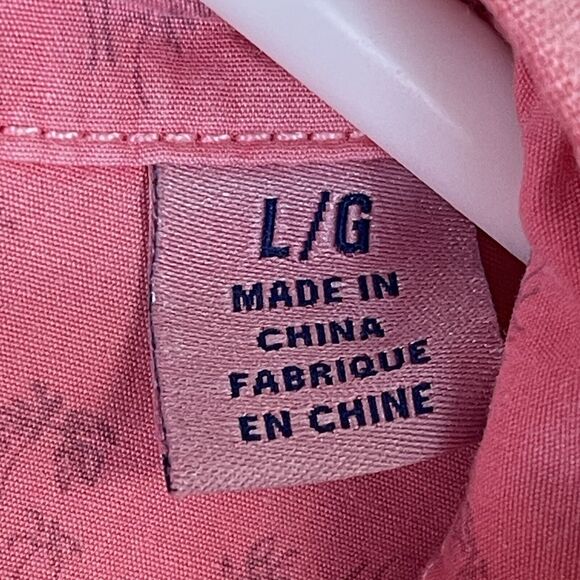 L/G
MADE IN
CHINA
FABRIQUE
EN CHINE